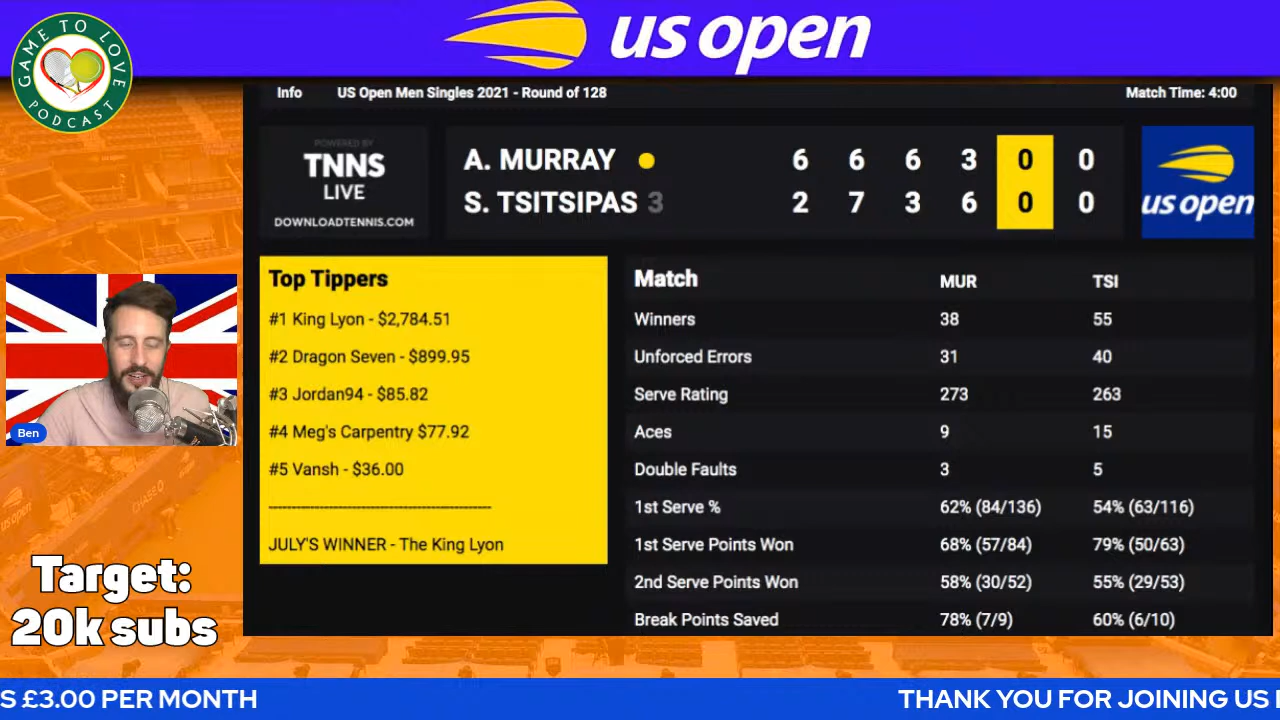 GAME TO LOVE
PODCAST
us open
Info US Open Men Singles 2021 - Round of 128 Match Time: 4:00
POWERED BY
TNNS
LIVE
DOWNLOADTENNIS.COM
A. MURRAY 6 6 6 3 0 0
S. TSITSIPAS 3 2 7 3 6 0 0
us open
Top Tippers
#1 King Lyon - $2,784.51
#2 Dragon Seven - $899.95
#3 Jordan94 - $85.82
#4 Meg's Carpentry $77.92
#5 Vansh - $36.00
------------------------------------------------
JULY'S WINNER - The King Lyon
Match MUR TSI
Winners 38 55
Unforced Errors 31 40
Serve Rating 273 263
Aces 9 15
Double Faults 3 5
1st Serve % 62% (84/136) 54% (63/116)
1st Serve Points Won 68% (57/84) 79% (50/63)
2nd Serve Points Won 58% (30/52) 55% (29/53)
Break Points Saved 78% (7/9) 60% (6/10)
Ben
CHASE
us open
Target:
20k subs
S £3.00 PER MONTH THANK YOU FOR JOINING US